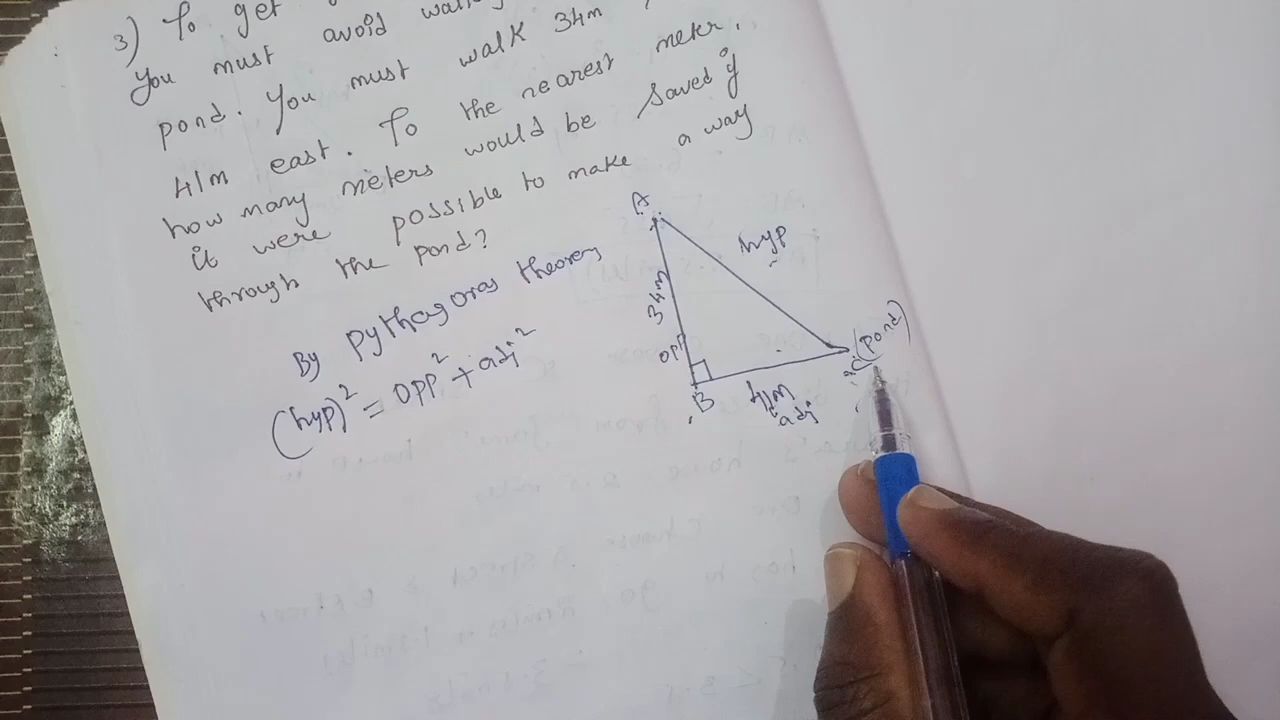 3) To get
You must avoid
pond. You must walk 34m
41m east. To the nearest meter.
how many meters would be saved if
it were possible to make a way
through the pond?
By pythagoras theorem
(hyp)² = opp² + adj²
A
hyp
34m
opp
(pond)
C
B
41m
adj